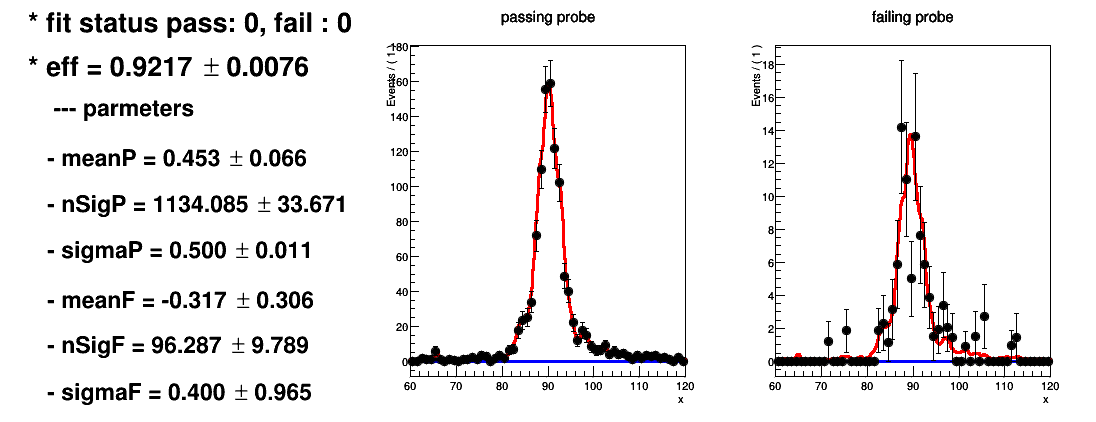 * fit status pass: 0, fail : 0
* eff = 0.9217 ± 0.0076
--- parmeters
- meanP = 0.453 ± 0.066
- nSigP = 1134.085 ± 33.671
- sigmaP = 0.500 ± 0.011
- meanF = -0.317 ± 0.306
- nSigF = 96.287 ± 9.789
- sigmaF = 0.400 ± 0.965
passing probe
Events / ( 1 )
180
160
140
120
100
80
60
40
20
0
60 70 80 90 100 110 120
x
failing probe
Events / ( 1 )
18
16
14
12
10
8
6
4
2
0
60 70 80 90 100 110 120
x